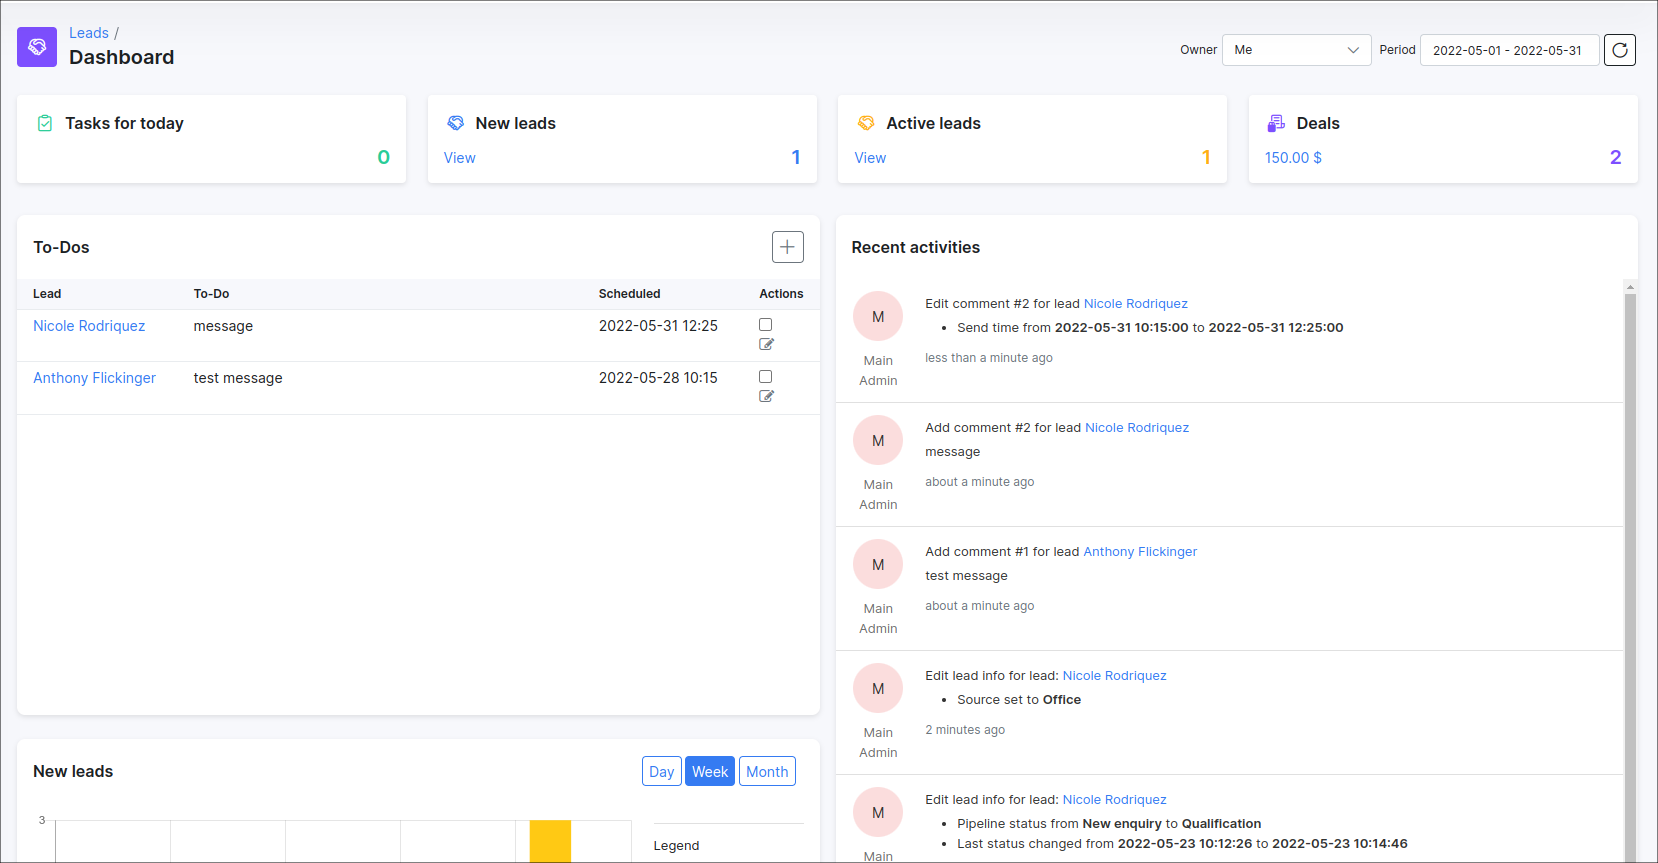 Leads /
Dashboard
Owner Me Period 2022-05-01 - 2022-05-31
Tasks for today
0
New leads
View 1
Active leads
View 1
Deals
150.00 $ 2
To-Dos
Lead To-Do Scheduled Actions
Nicole Rodriquez message 2022-05-31 12:25
Anthony Flickinger test message 2022-05-28 10:15
New leads
Day Week Month
3
Legend
Recent activities
M
Main
Admin
Edit comment #2 for lead Nicole Rodriquez
• Send time from 2022-05-31 10:15:00 to 2022-05-31 12:25:00
less than a minute ago
M
Main
Admin
Add comment #2 for lead Nicole Rodriquez
message
about a minute ago
M
Main
Admin
Add comment #1 for lead Anthony Flickinger
test message
about a minute ago
M
Main
Admin
Edit lead info for lead: Nicole Rodriquez
• Source set to Office
2 minutes ago
M
Main
Edit lead info for lead: Nicole Rodriquez
• Pipeline status from New enquiry to Qualification
• Last status changed from 2022-05-23 10:12:26 to 2022-05-23 10:14:46